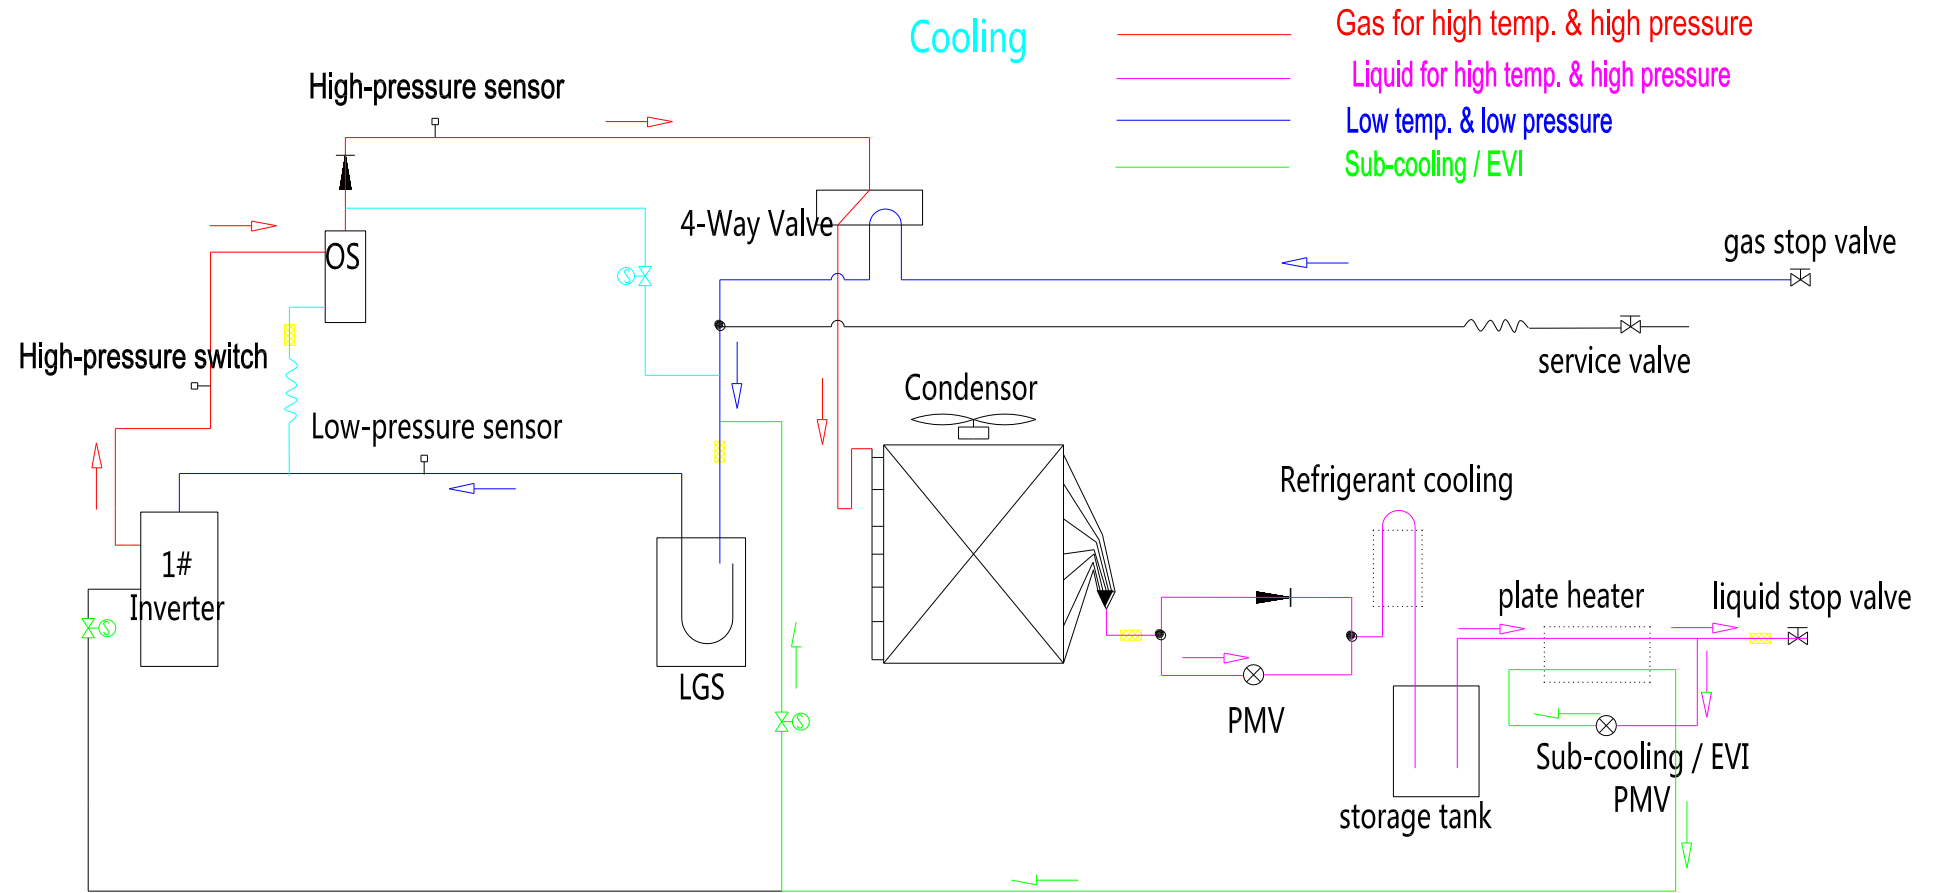 Cooling
Gas for high temp. & high pressure
Liquid for high temp. & high pressure
Low temp. & low pressure
Sub-cooling / EVI
High-pressure sensor
4-Way Valve
gas stop valve
OS
High-pressure switch
service valve
Condensor
Low-pressure sensor
Refrigerant cooling
1#
Inverter
plate heater
liquid stop valve
LGS
PMV
Sub-cooling / EVI
PMV
storage tank